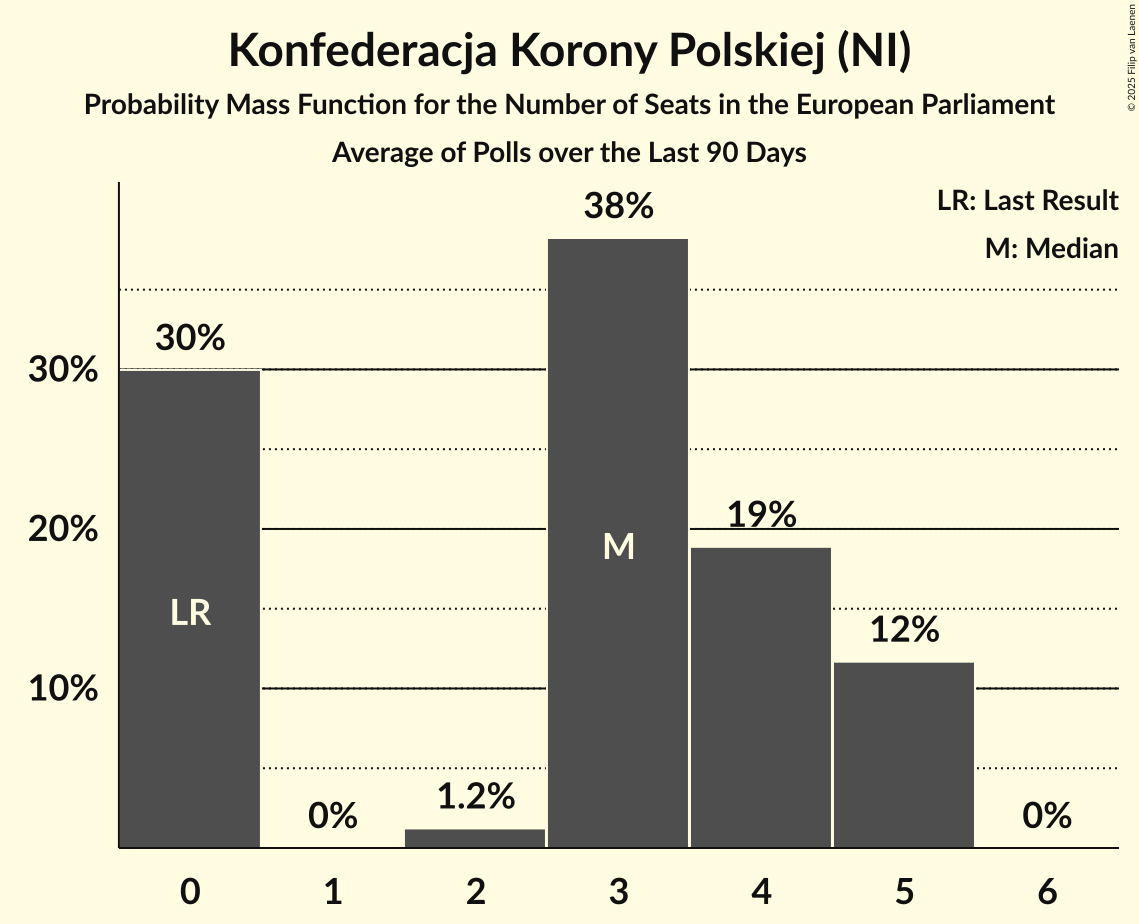 Konfederacja Korony Polskiej (NI)
Probability Mass Function for the Number of Seats in the European Parliament
Average of Polls over the Last 90 Days
© 2025 Filip van Laenen
LR: Last Result
M: Median
38%
30%
30%
20%
10%
LR
M
19%
12%
1.2%
0%
0%
0 1 2 3 4 5 6